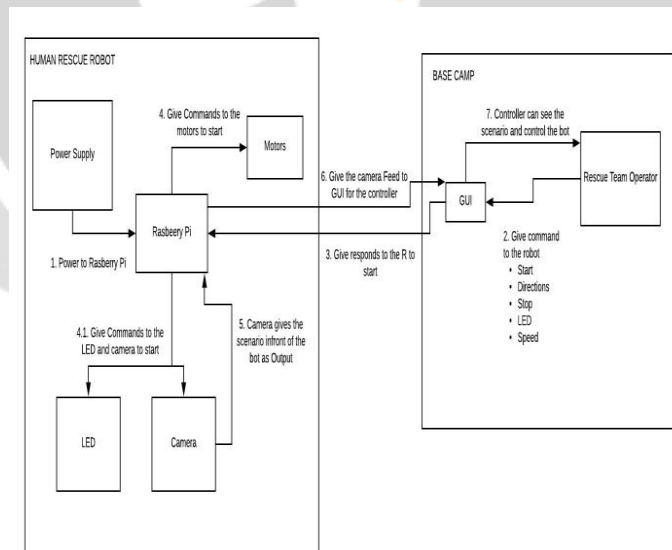 HUMAN RESCUE ROBOT
Power Supply
4. Give Commands to the
motors to start
Motors
Rasbeery Pi
1. Power to Rasberry Pi
4.1. Give Commands to the
LED and camera to start
5. Camera gives the
scenario infront of the
bot as Output
LED
Camera
6. Give the camera Feed to
GUI for the controller
3. Give responds to the R to
start
BASE CAMP
7. Controller can see the
scenario and control the bot
GUI
Rescue Team Operator
2. Give command
to the robot
• Start
• Directions
• Stop
• LED
• Speed